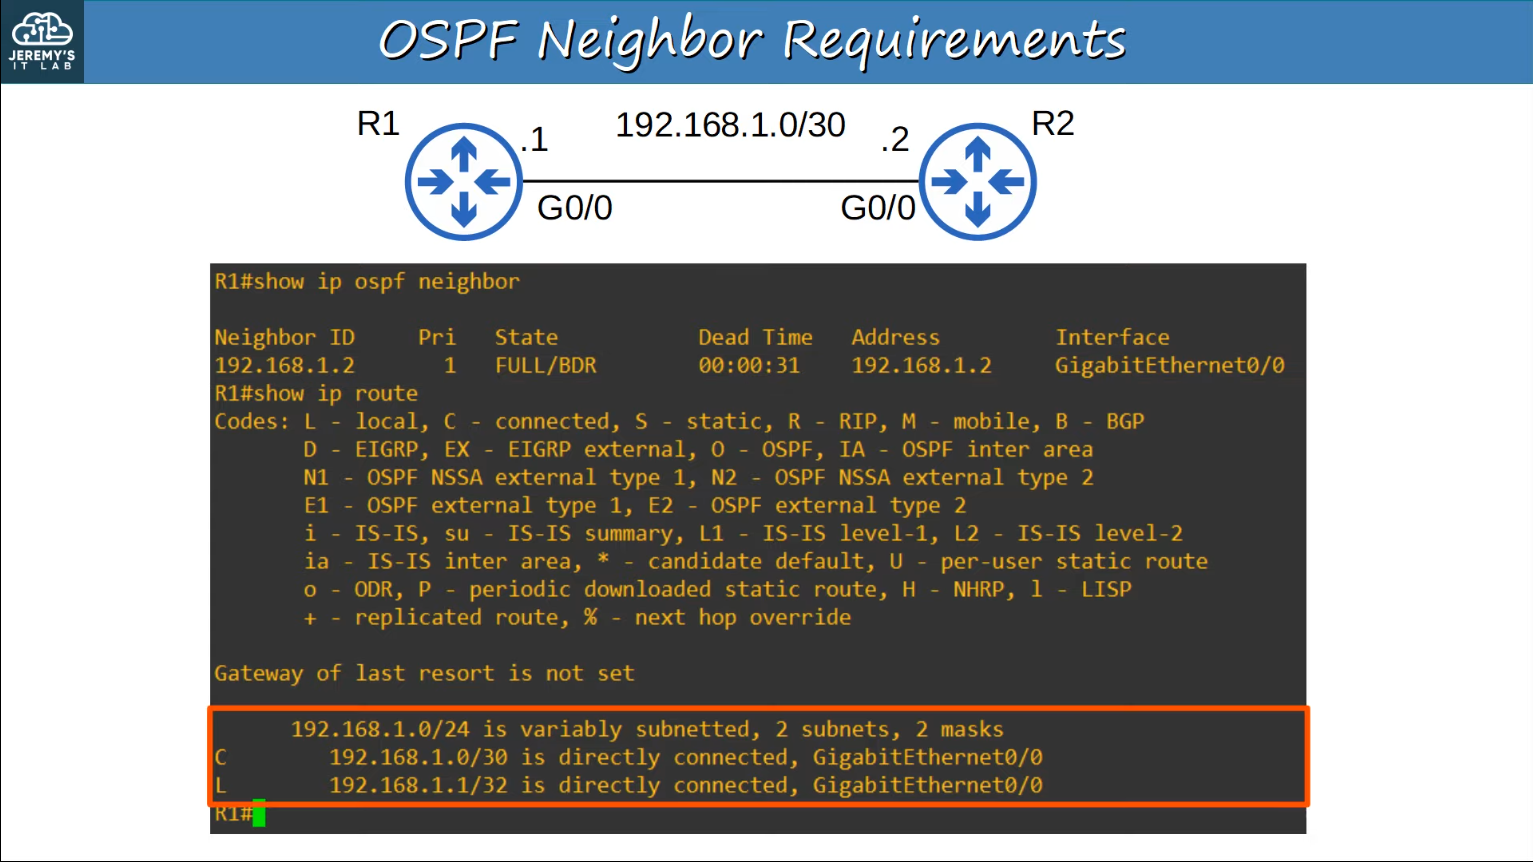 JEREMY'S
IT LAB
OSPF Neighbor Requirements
R1
.1
192.168.1.0/30
.2
R2
G0/0
G0/0
R1#show ip ospf neighbor
Neighbor ID     Pri   State           Dead Time   Address         Interface
192.168.1.2       1   FULL/BDR        00:00:31    192.168.1.2     GigabitEthernet0/0
R1#show ip route
Codes: L - local, C - connected, S - static, R - RIP, M - mobile, B - BGP
       D - EIGRP, EX - EIGRP external, O - OSPF, IA - OSPF inter area
       N1 - OSPF NSSA external type 1, N2 - OSPF NSSA external type 2
       E1 - OSPF external type 1, E2 - OSPF external type 2
       i - IS-IS, su - IS-IS summary, L1 - IS-IS level-1, L2 - IS-IS level-2
       ia - IS-IS inter area, * - candidate default, U - per-user static route
       o - ODR, P - periodic downloaded static route, H - NHRP, l - LISP
       + - replicated route, % - next hop override
Gateway of last resort is not set
      192.168.1.0/24 is variably subnetted, 2 subnets, 2 masks
C        192.168.1.0/30 is directly connected, GigabitEthernet0/0
L        192.168.1.1/32 is directly connected, GigabitEthernet0/0
R1#